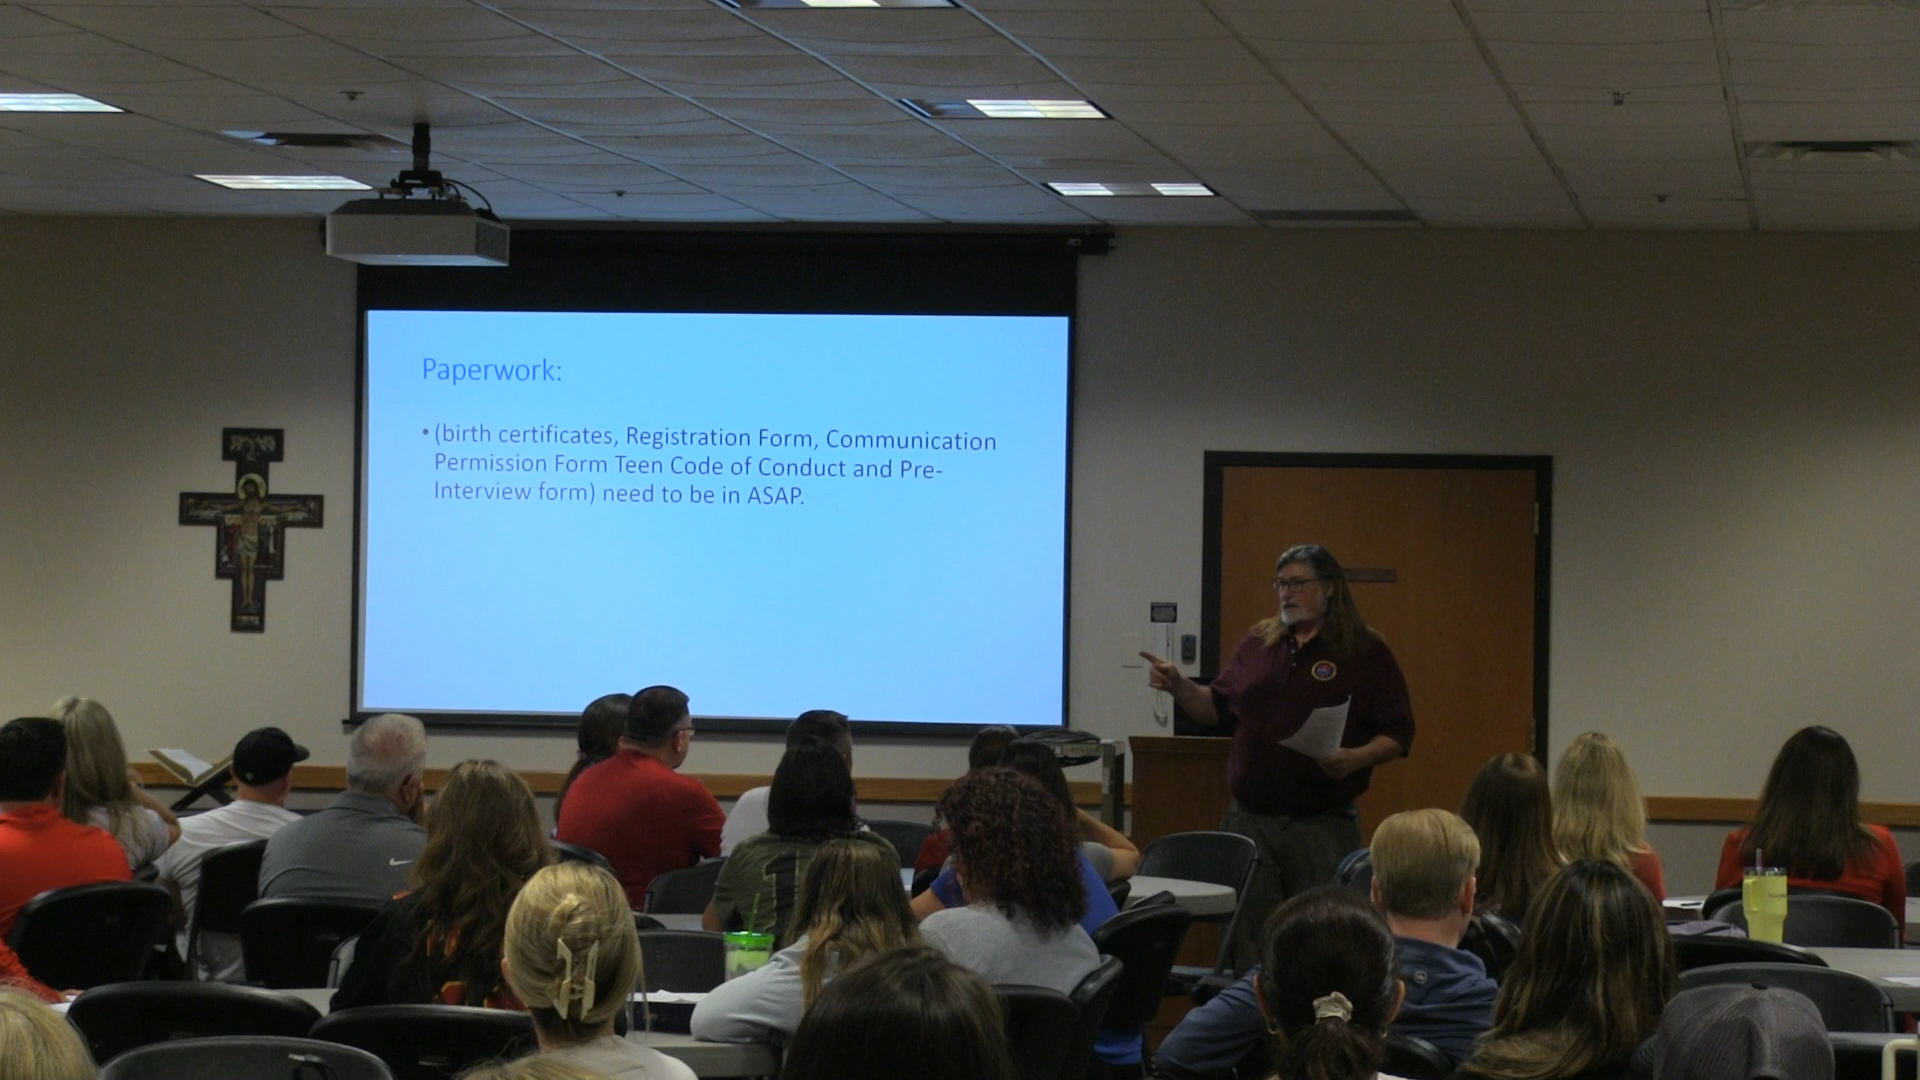 Paperwork:
• (birth certificates, Registration Form, Communication
Permission Form Teen Code of Conduct and Pre-
Interview form) need to be in ASAP.